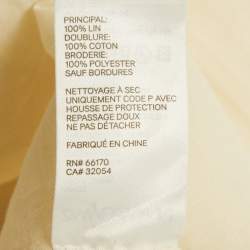 PRINCIPAL:
100% LIN
DOUBLURE:
100% COTON
BRODERIE:
100% POLYESTER
SAUF BORDURES
NETTOYAGE À SEC
UNIQUEMENT CODE P AVEC
HOUSSE DE PROTECTION
REPASSAGE DOUX
NE PAS DÉTACHER
FABRIQUÉ EN CHINE
RN# 66170
CA# 32054